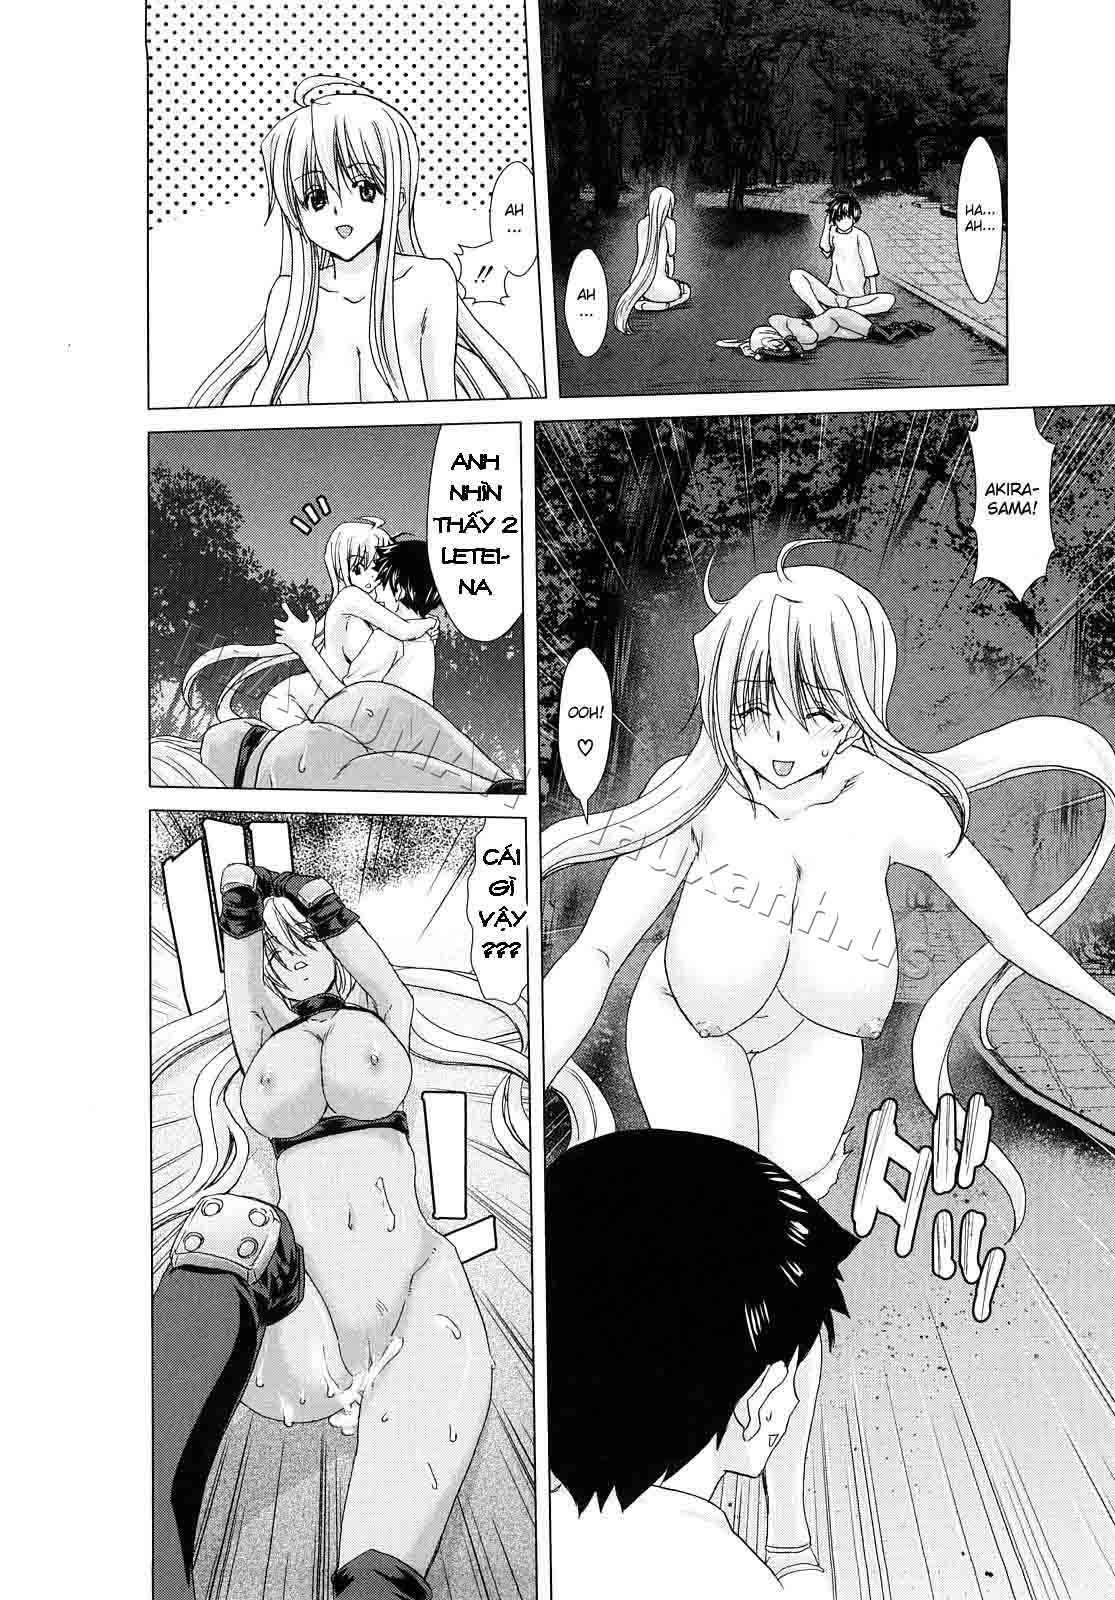 HA...
AH...
AH
...
AH
...
!!
AKIRA-
SAMA!
OOH!
♡
ANH
NHÌN
THẤY 2
LETEI-
NA
CÁI
GÌ
VẬY
???